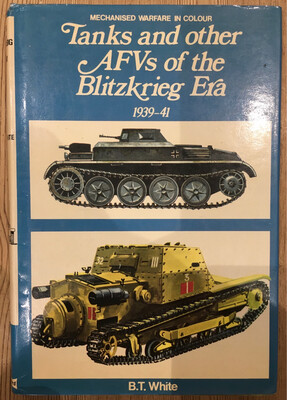 MECHANISED WARFARE IN COLOUR
Tanks and other
AFVs of the
Blitzkrieg Era
1939-41
B.T. White